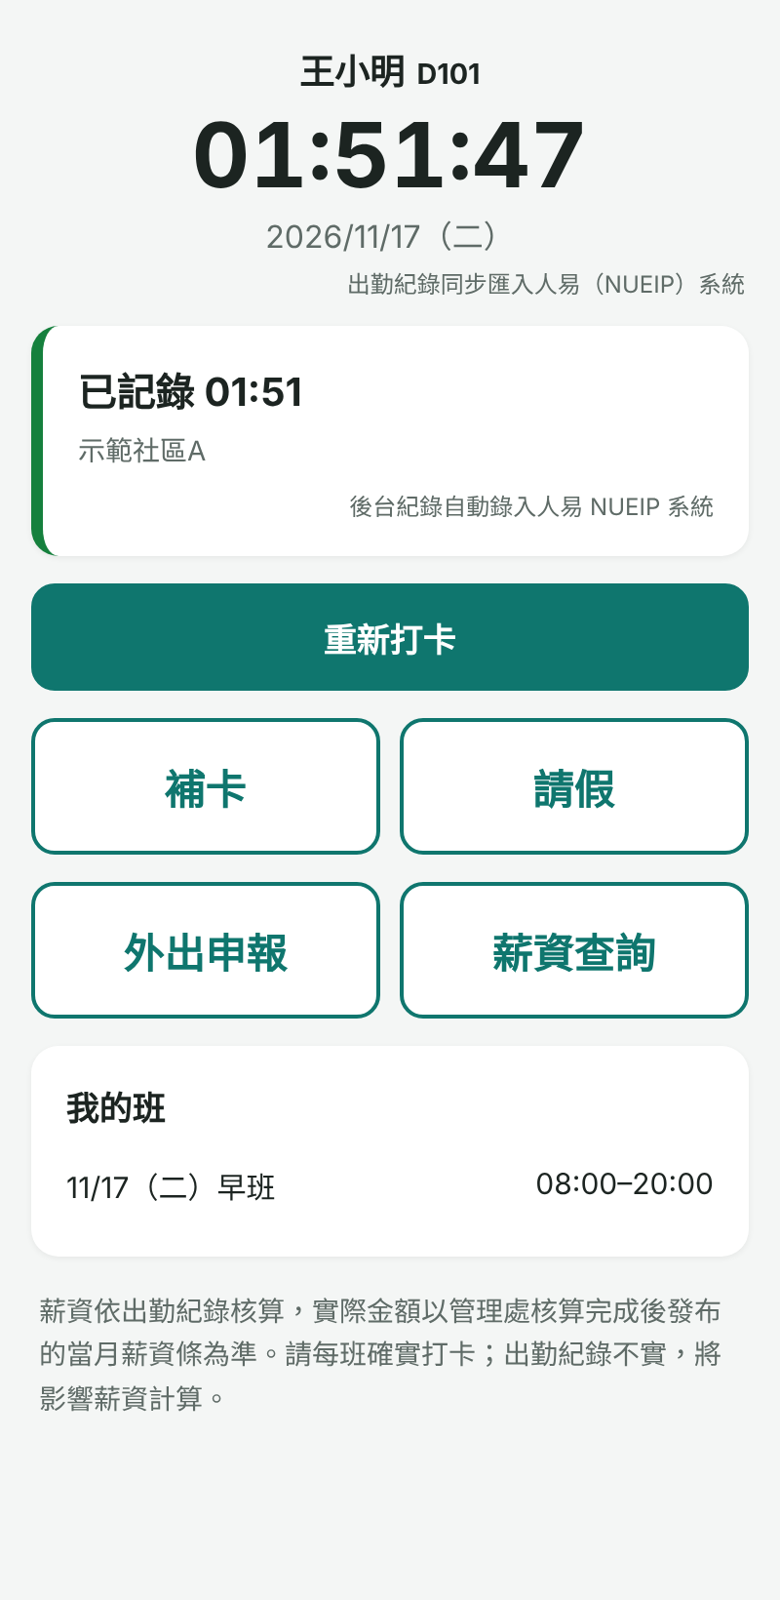 王小明 D101
01:51:47
2026/11/17（二）
出勤紀錄同步匯入人易（NUEIP）系統
已記錄 01:51
示範社區A
後台紀錄自動錄入人易 NUEIP 系統
重新打卡
補卡
請假
外出申報
薪資查詢
我的班
11/17（二）早班 08:00–20:00
薪資依出勤紀錄核算，實際金額以管理處核算完成後發布
的當月薪資條為準。請每班確實打卡；出勤紀錄不實，將
影響薪資計算。